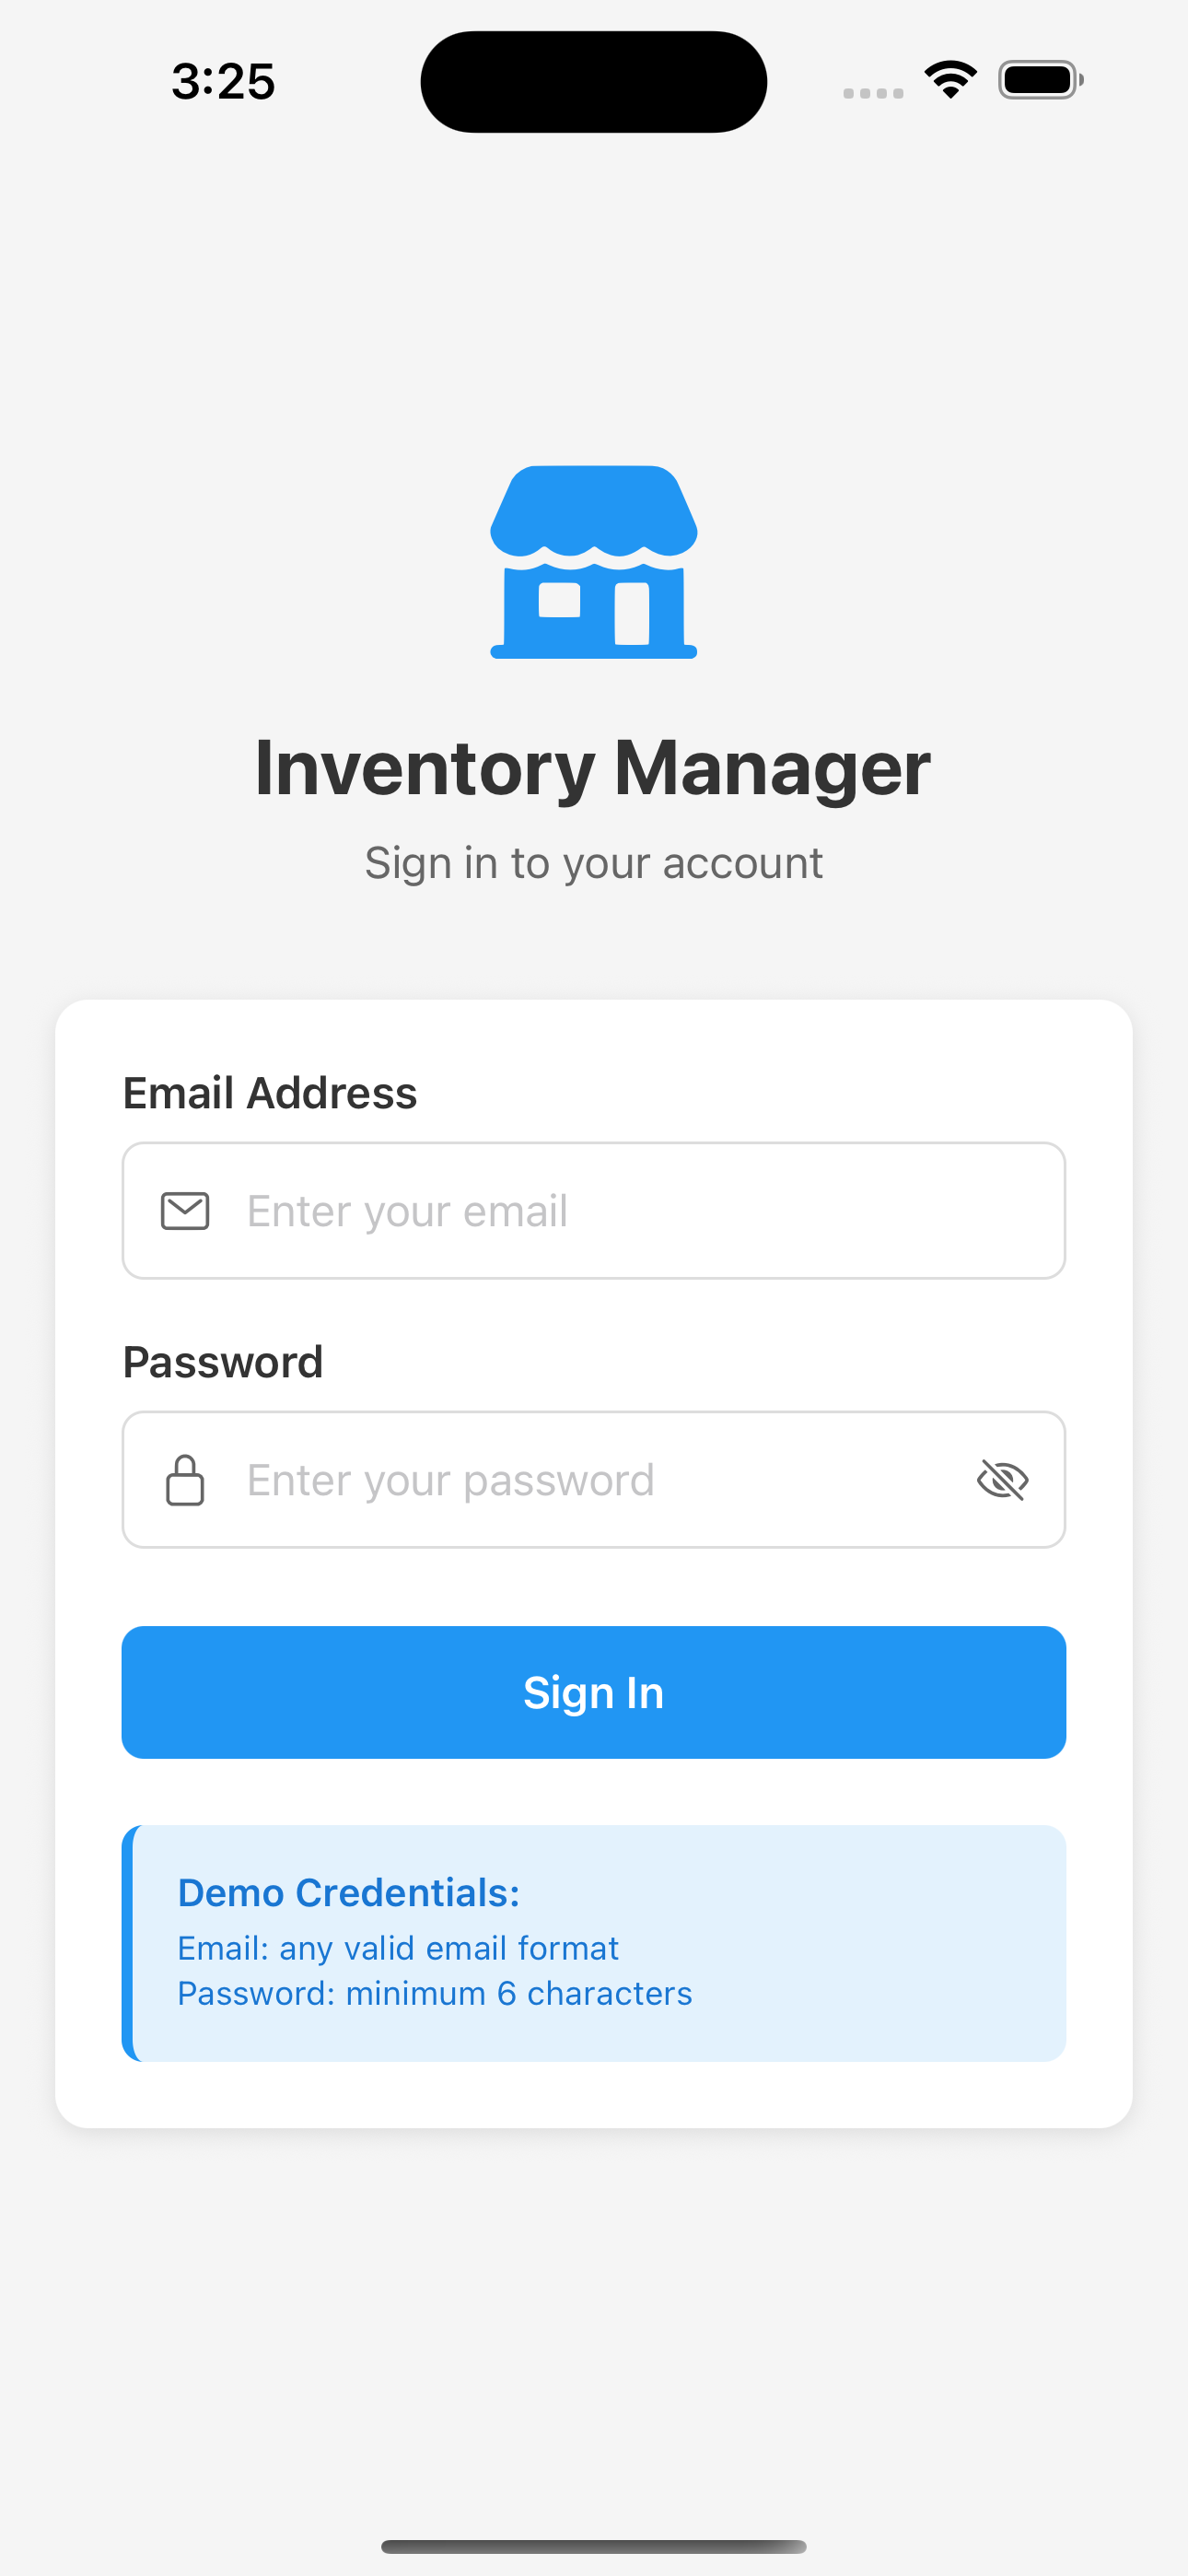 3:25
Inventory Manager
Sign in to your account
Email Address
Enter your email
Password
Enter your password
Sign In
Demo Credentials:
Email: any valid email format
Password: minimum 6 characters